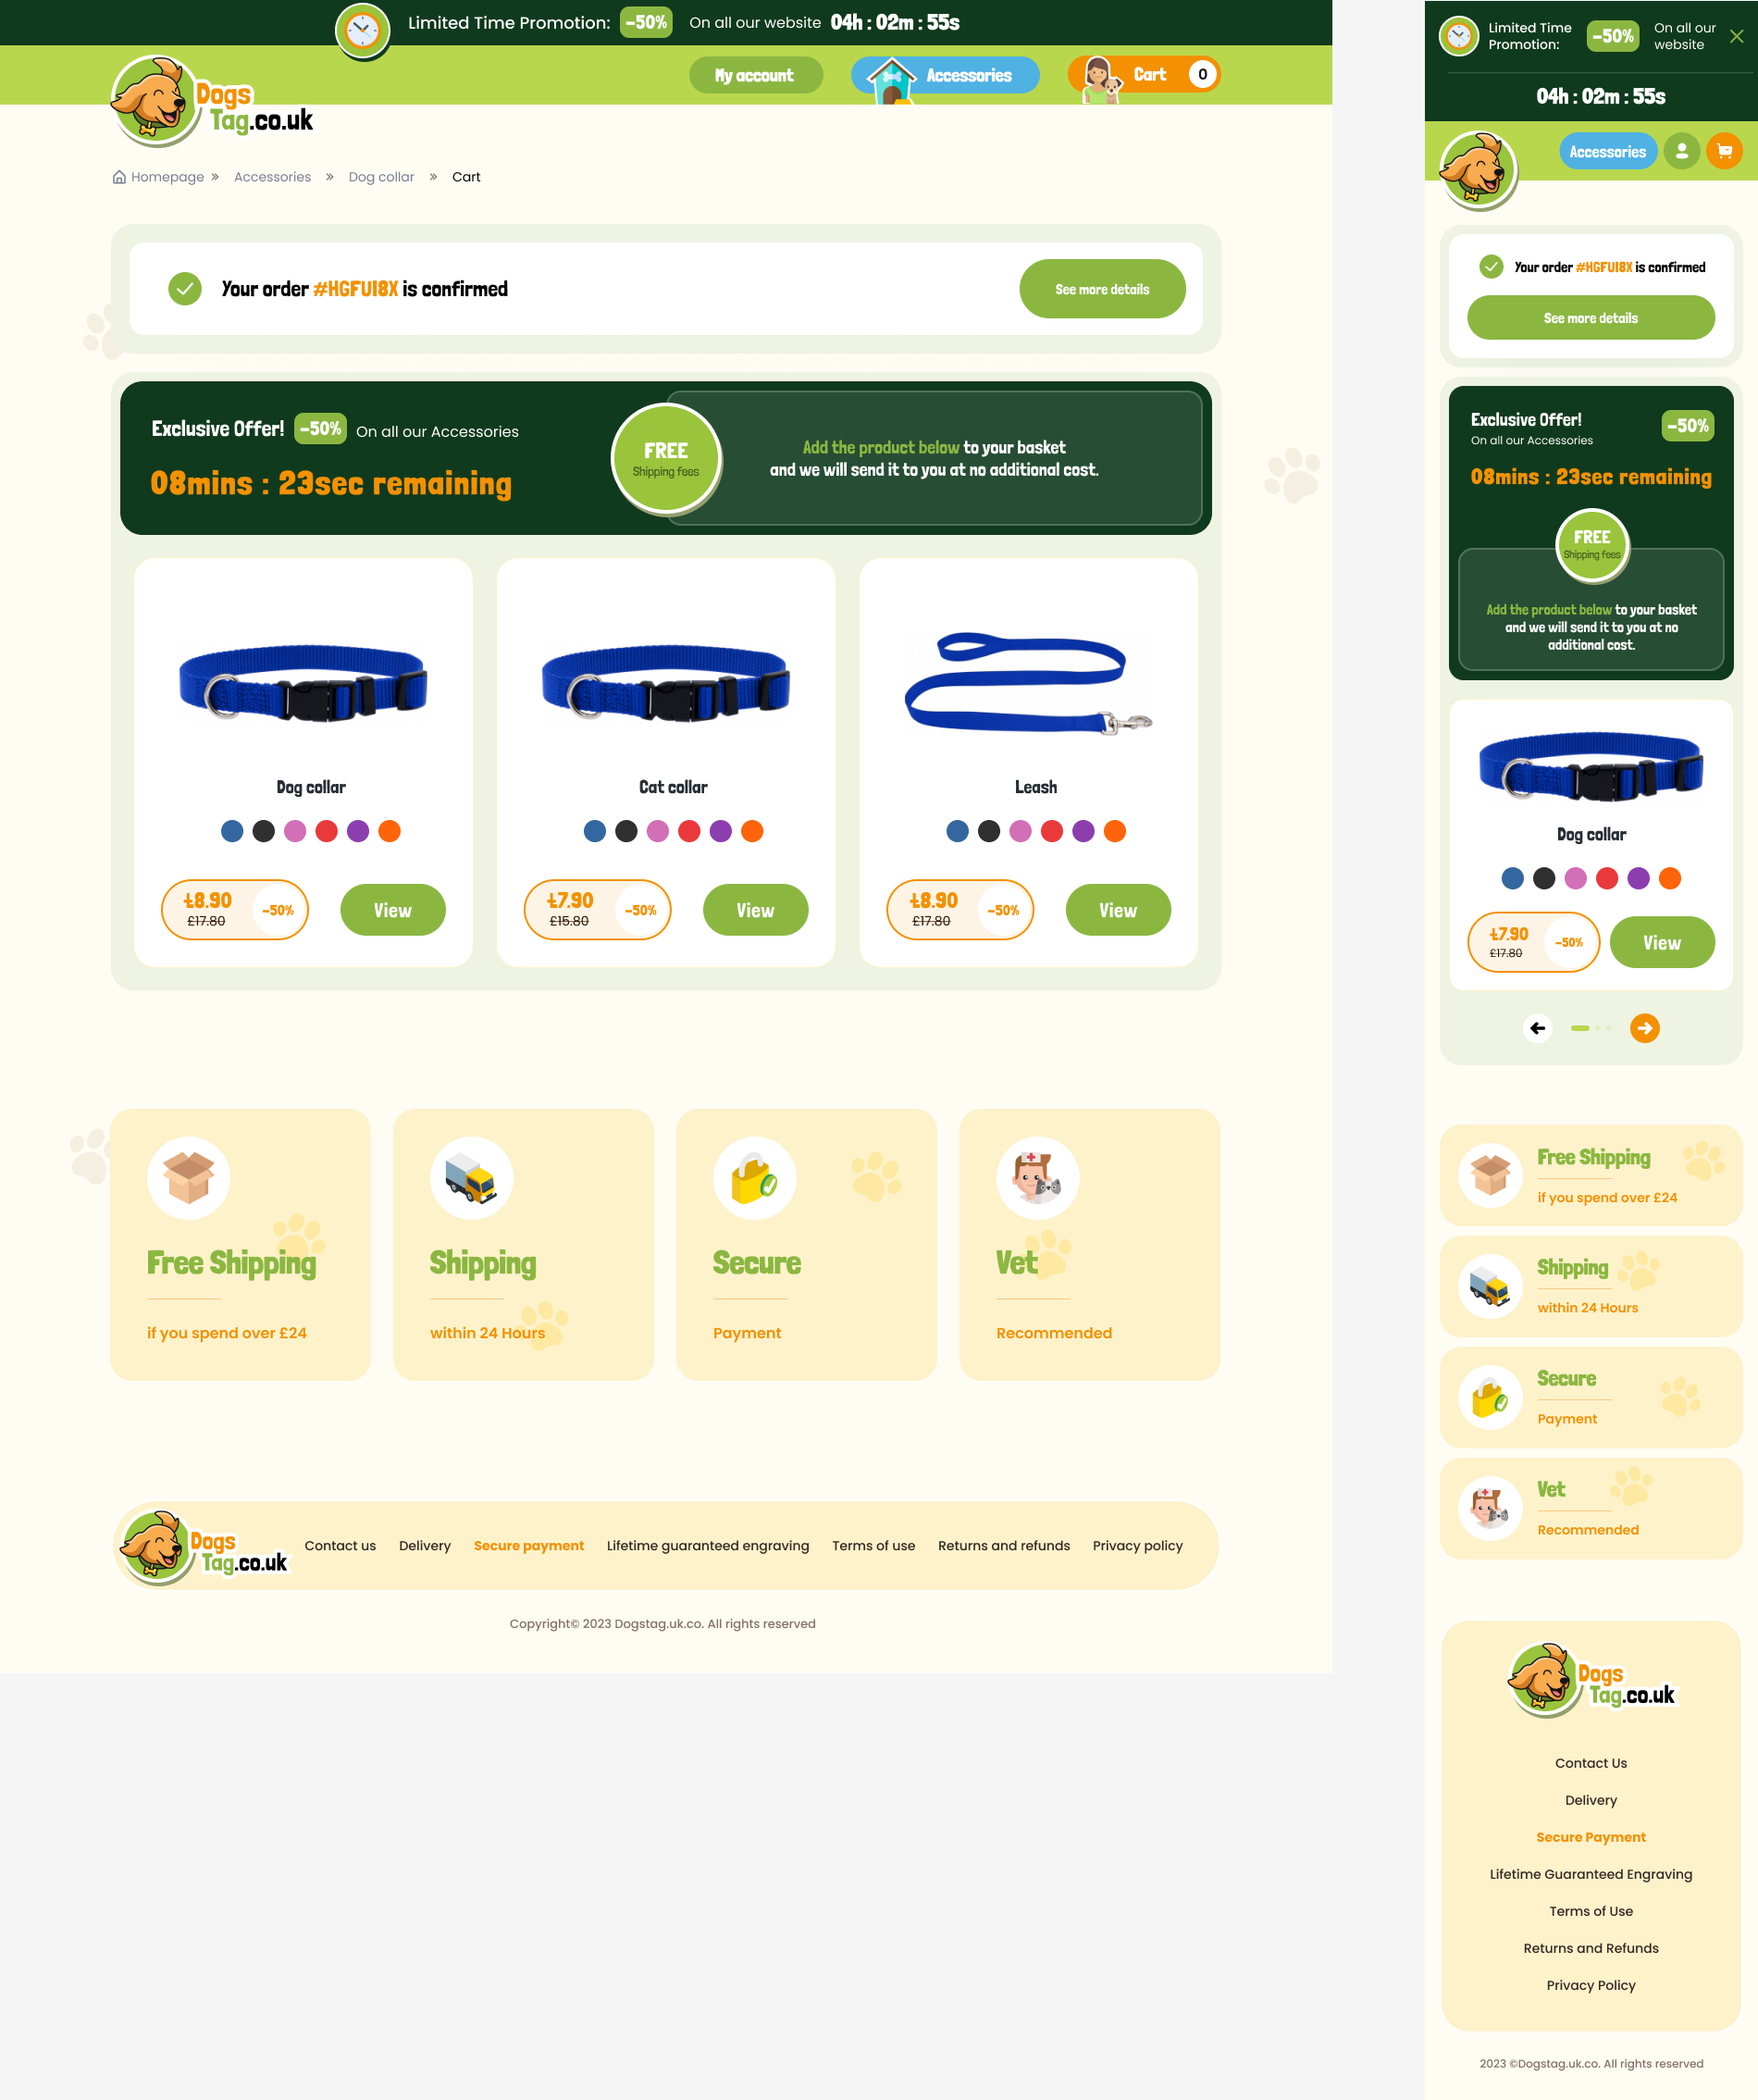 Limited Time Promotion: -50% On all our website 04h : 02m : 55s
My account Accessories Cart 0
Dogs
Tag.co.uk
Homepage » Accessories » Dog collar » Cart
Your order #HGFU18X is confirmed
See more details
Exclusive Offer! -50% On all our Accessories
08mins : 23sec remaining
FREE
Shipping fees
Add the product below to your basket
and we will send it to you at no additional cost.
Dog collar
£8.90
£17.80
-50%
View
Cat collar
£7.90
£15.80
-50%
View
Leash
£8.90
£17.80
-50%
View
Free Shipping
if you spend over £24
Shipping
within 24 Hours
Secure
Payment
Vet
Recommended
Dogs
Tag.co.uk
Contact us Delivery Secure payment Lifetime guaranteed engraving Terms of use Returns and refunds Privacy policy
Copyright© 2023 Dogstag.uk.co. All rights reserved
Limited Time
Promotion:
-50%
On all our
website
04h : 02m : 55s
Accessories
Your order #HGFU18X is confirmed
See more details
Exclusive Offer!
On all our Accessories
-50%
08mins : 23sec remaining
FREE
Shipping fees
Add the product below to your basket
and we will send it to you at no
additional cost.
Dog collar
£7.90
£17.80
-50%
View
Free Shipping
if you spend over £24
Shipping
within 24 Hours
Secure
Payment
Vet
Recommended
Dogs
Tag.co.uk
Contact Us
Delivery
Secure Payment
Lifetime Guaranteed Engraving
Terms of Use
Returns and Refunds
Privacy Policy
2023 ©Dogstag.uk.co. All rights reserved